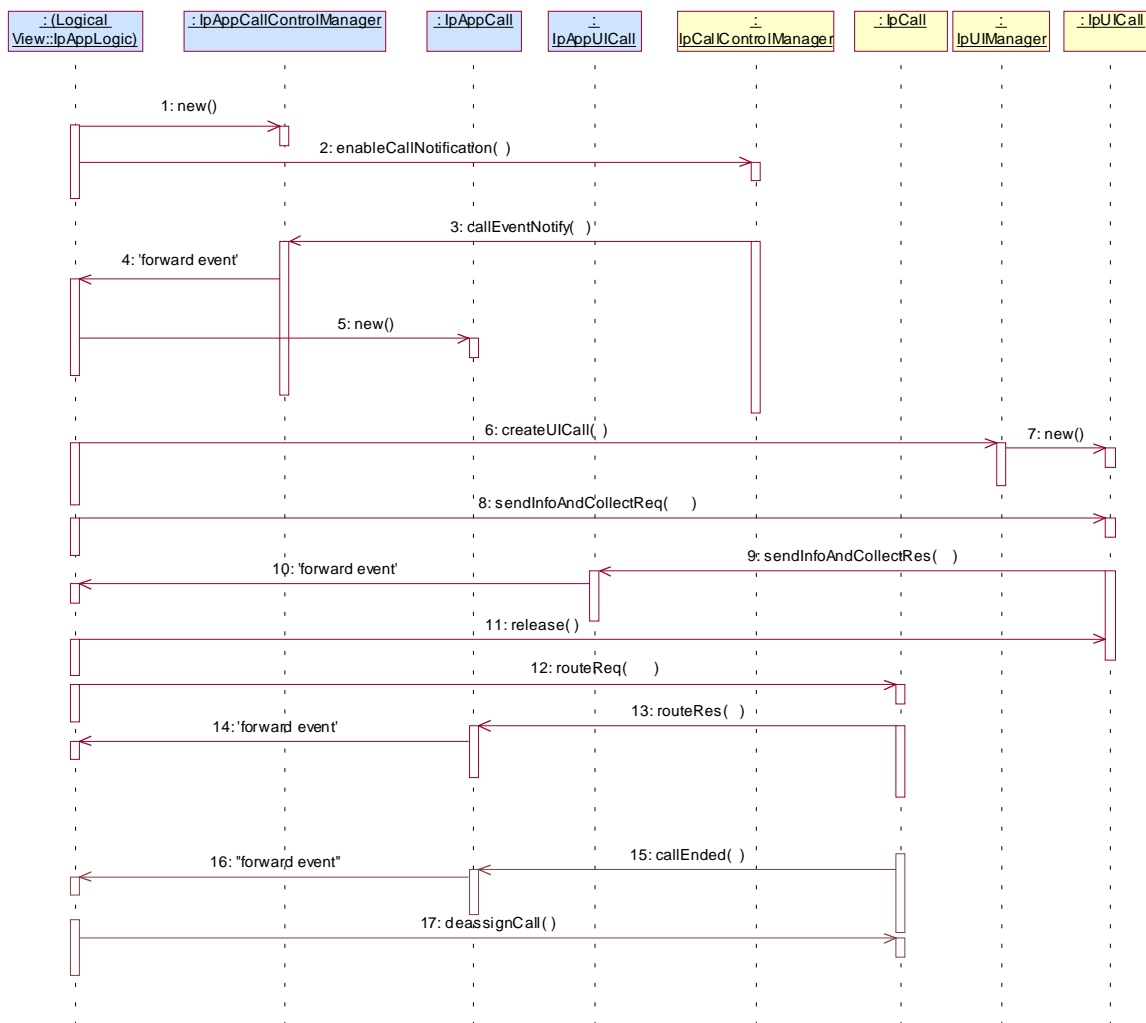 : (Logical
View::IpAppLogic)
: IpAppCallControlManager
: IpAppCall
:
IpAppUICall
:
IpCallControlManager
: IpCall
:
IpUIManager
: IpUICall
1: new()
2: enableCallNotification( )
3: callEventNotify( )
4: 'forward event'
5: new()
6: createUICall( )
7: new()
8: sendInfoAndCollectReq( )
9: sendInfoAndCollectRes( )
10: 'forward event'
11: release( )
12: routeReq( )
13: routeRes( )
14: 'forward event'
15: callEnded( )
16: "forward event"
17: deassignCall( )